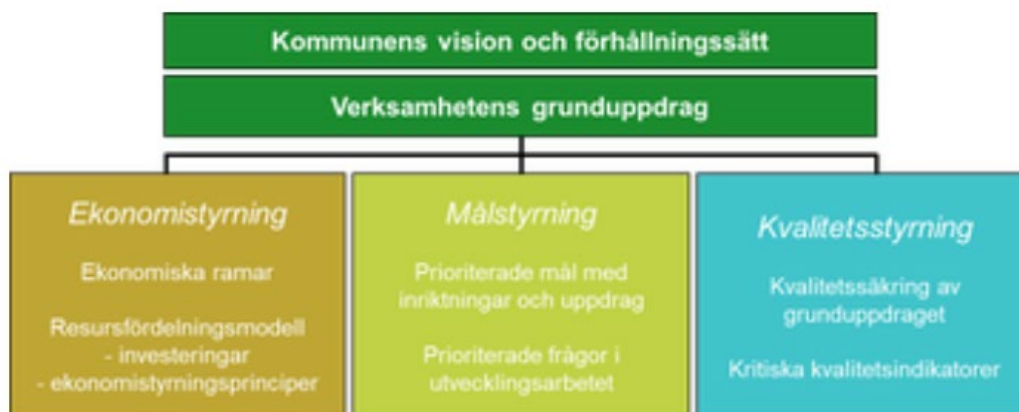 Kommunens vision och förhållningssätt
Verksamhetens grunduppdrag
Ekonomistyrning
Ekonomiska ramar
Resursfördelningsmodell
- investeringar
- ekonomistyrningsprinciper
Målstyrning
Prioriterade mål med
inriktningar och uppdrag
Prioriterade frågor i
utvecklingsarbetet
Kvalitetsstyrning
Kvalitetssäkring av
grunduppdraget
Kritiska kvalitetsindikatorer